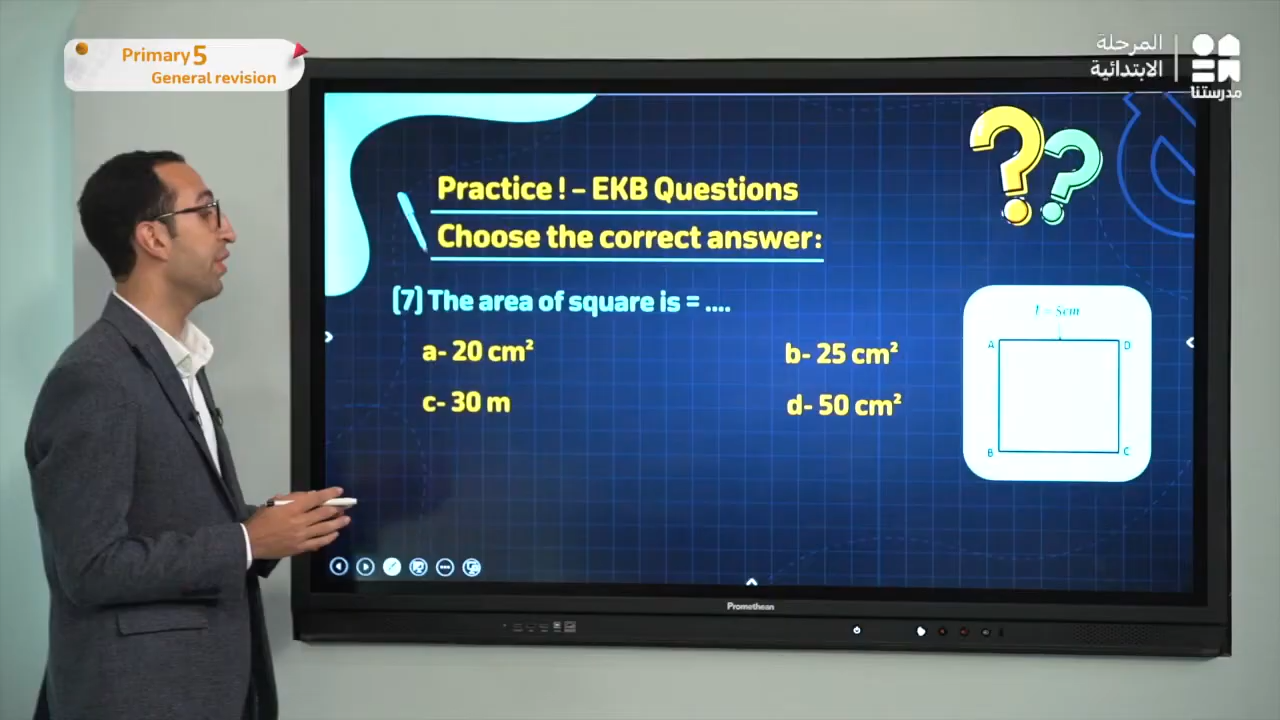 Primary 5
General revision
المرحلة
الابتدائية
مدرستنا
Practice ! - EKB Questions
Choose the correct answer:
(7) The area of square is = ....
a- 20 cm²
b- 25 cm²
c- 30 m
d- 50 cm²
= 5cm
A
D
B
C
Promethean